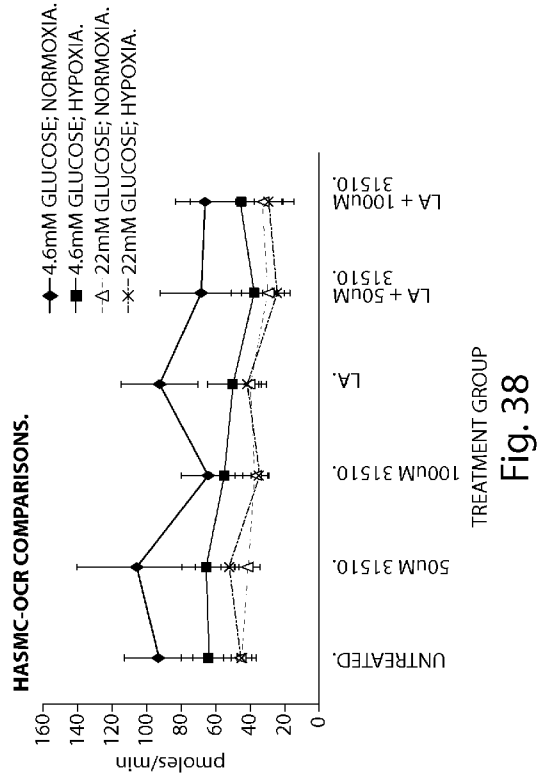 HASMC-OCR COMPARISONS.
4.6mM GLUCOSE; NORMOXIA.
4.6mM GLUCOSE; HYPOXIA.
22mM GLUCOSE; NORMOXIA.
22mM GLUCOSE; HYPOXIA.
pmoles/min
160
140
120
100
80
60
40
20
0
UNTREATED.
50uM 31510.
100uM 31510.
LA.
LA + 50uM
31510.
LA + 100uM
31510.
TREATMENT GROUP
Fig. 38